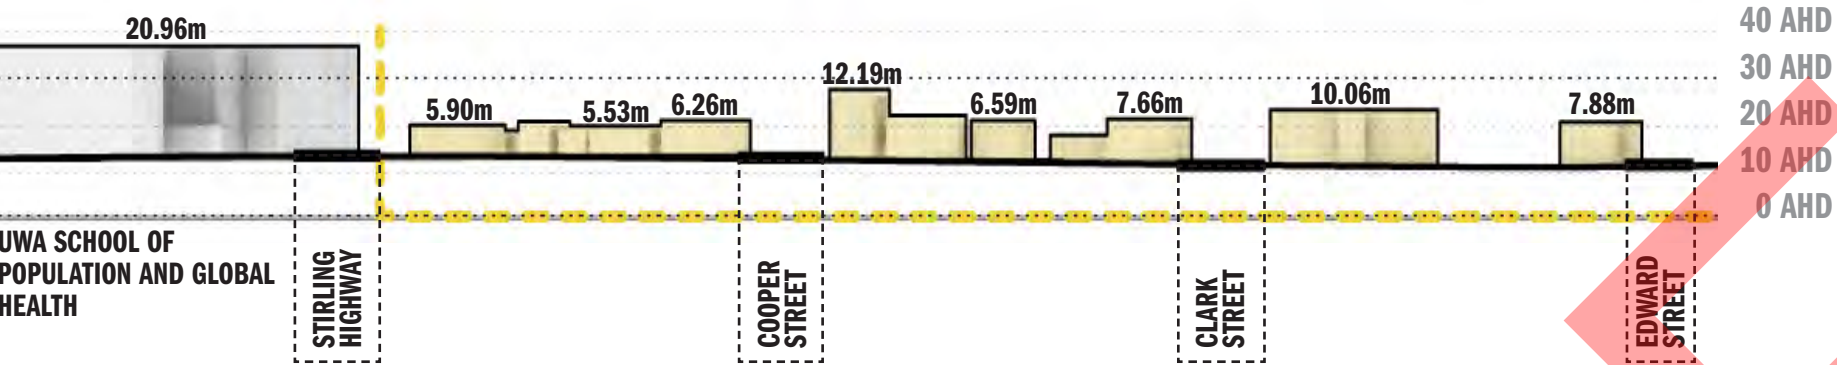 20.96m
40 AHD
30 AHD
12.19m
5.90m
5.53m
6.26m
6.59m
7.66m
10.06m
7.88m
20 AHD
10 AHD
0 AHD
UWA SCHOOL OF
POPULATION AND GLOBAL
HEALTH
STIRLING
HIGHWAY
COOPER
STREET
CLARK
STREET
EDWARD
STREET